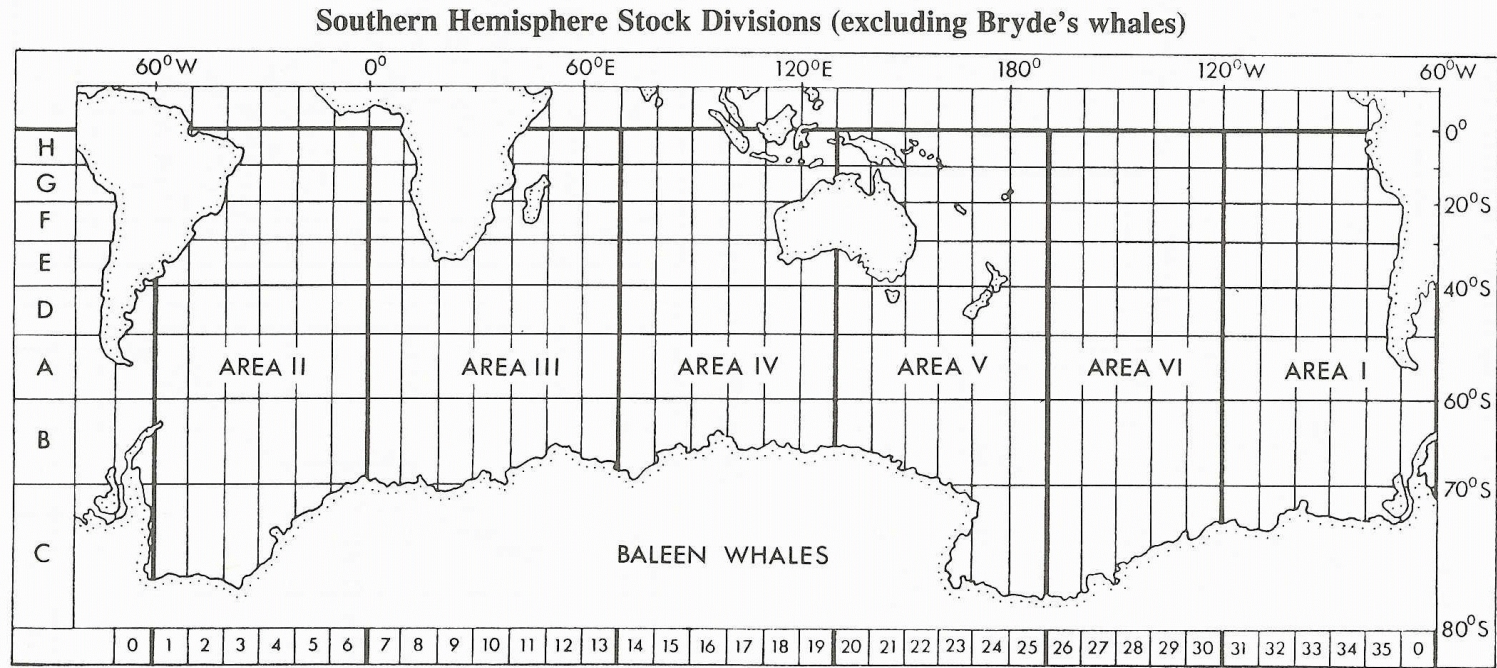 Southern Hemisphere Stock Divisions (excluding Bryde's whales)
60°W 0° 60°E 120°E 180° 120°W 60°W
0°
H
G
20°S
F
E
40°S
D
A AREA II AREA III AREA IV AREA V AREA VI AREA I
60°S
B
70°S
C BALEEN WHALES
80°S
0 1 2 3 4 5 6 7 8 9 10 11 12 13 14 15 16 17 18 19 20 21 22 23 24 25 26 27 28 29 30 31 32 33 34 35 0